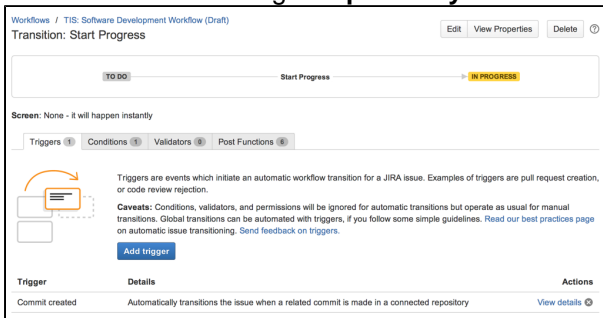 Workflows / TIS: Software Development Workflow (Draft)
Transition: Start Progress
Edit View Properties Delete ?
TO DO Start Progress IN PROGRESS
Screen: None - it will happen instantly
Triggers 1 Conditions 1 Validators 0 Post Functions 6
Triggers are events which initiate an automatic workflow transition for a JIRA issue. Examples of triggers are pull request creation,
or code review rejection.
Caveats: Conditions, validators, and permissions will be ignored for automatic transitions but operate as usual for manual
transitions. Global transitions can be automated with triggers, if you follow some simple guidelines. Read our best practices page
on automatic issue transitioning. Send feedback on triggers.
Add trigger
Trigger Details Actions
Commit created Automatically transitions the issue when a related commit is made in a connected repository View details